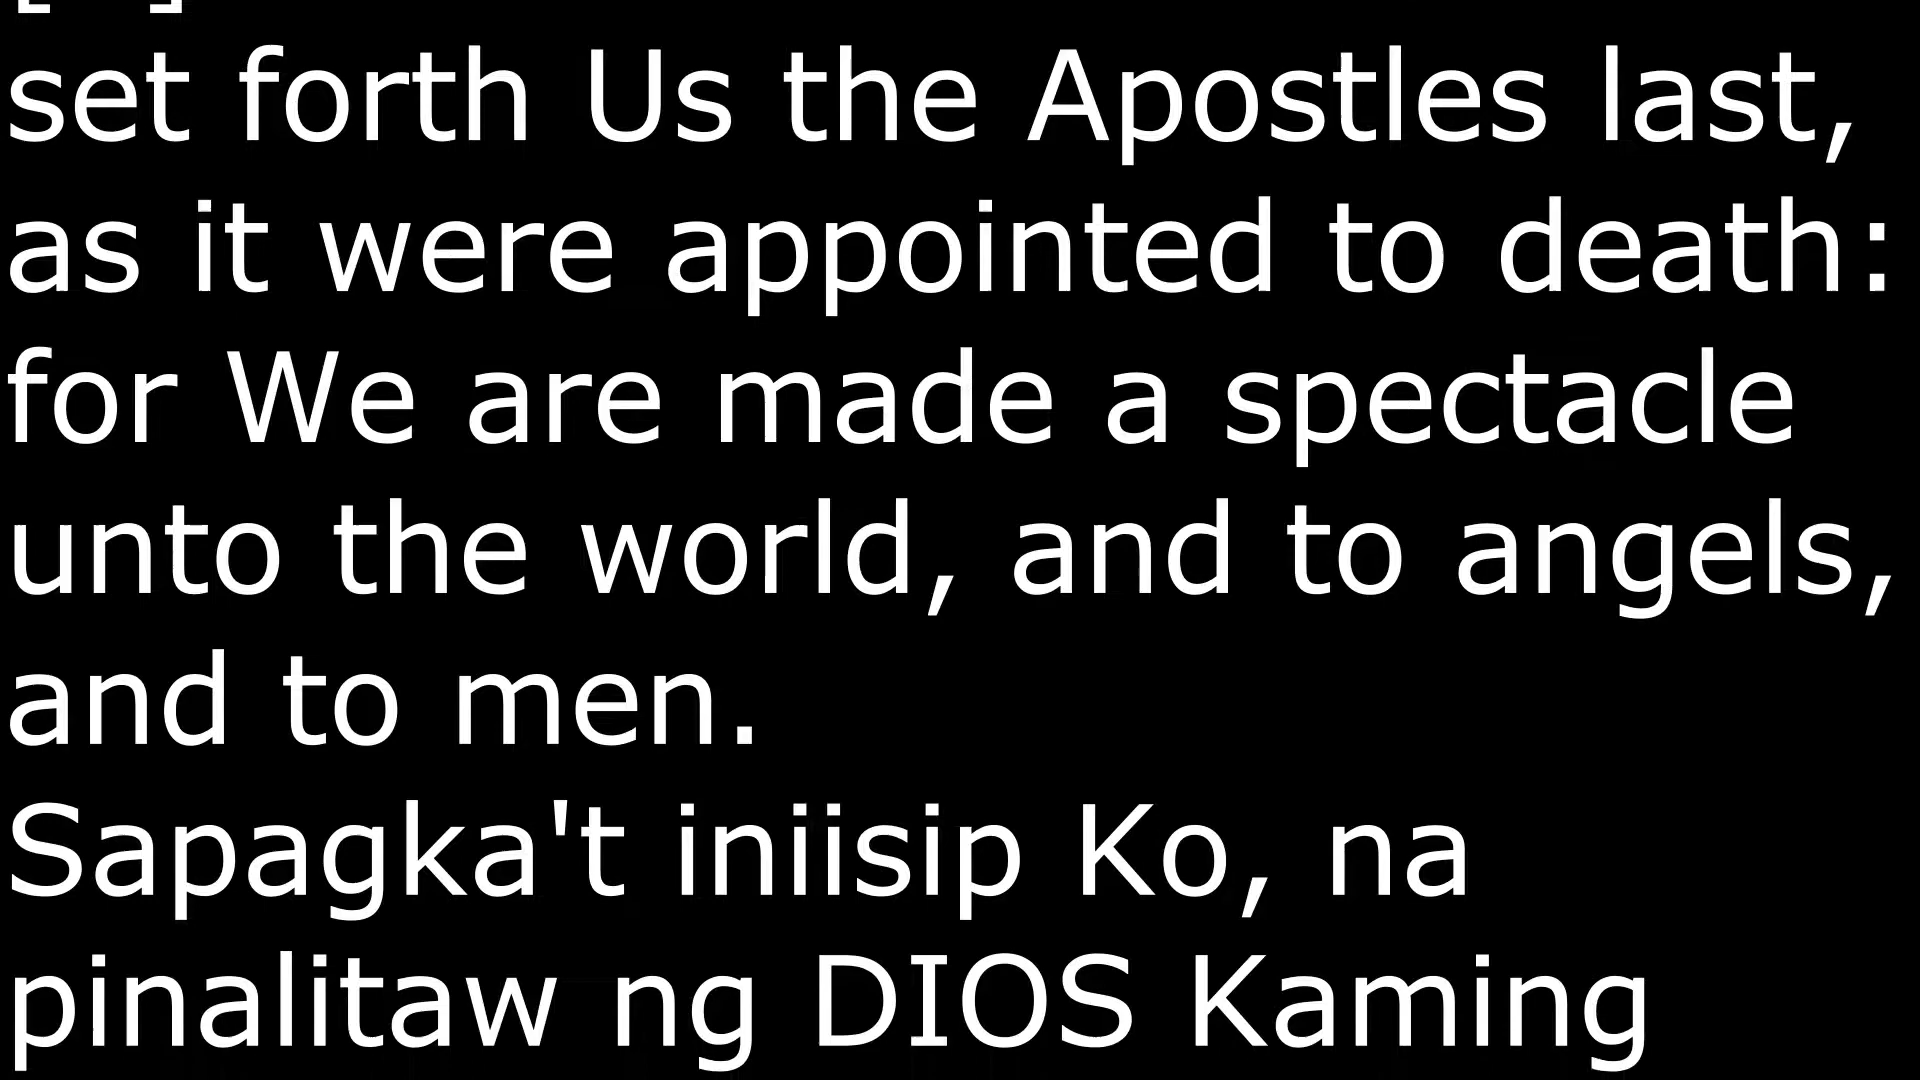 set forth Us the Apostles last,
as it were appointed to death:
for We are made a spectacle
unto the world, and to angels,
and to men.
Sapagka't iniisip Ko, na
pinalitaw ng DIOS Kaming